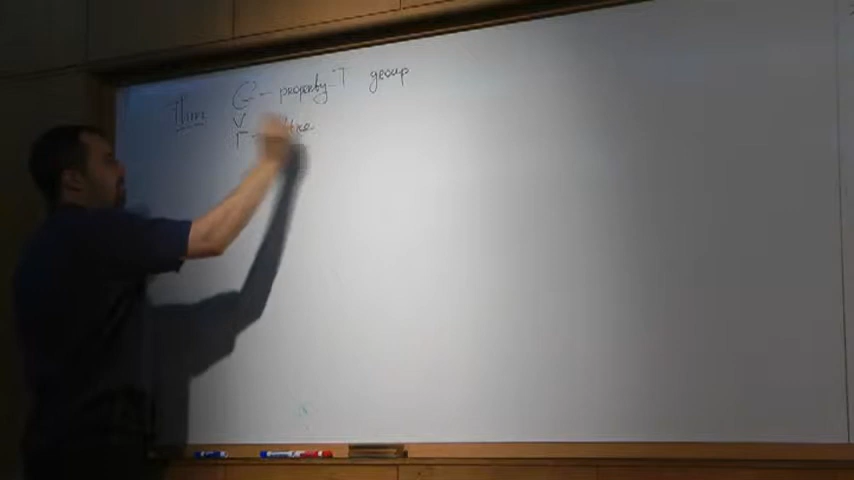 Thm G - property T group
∨
Γ - lattice